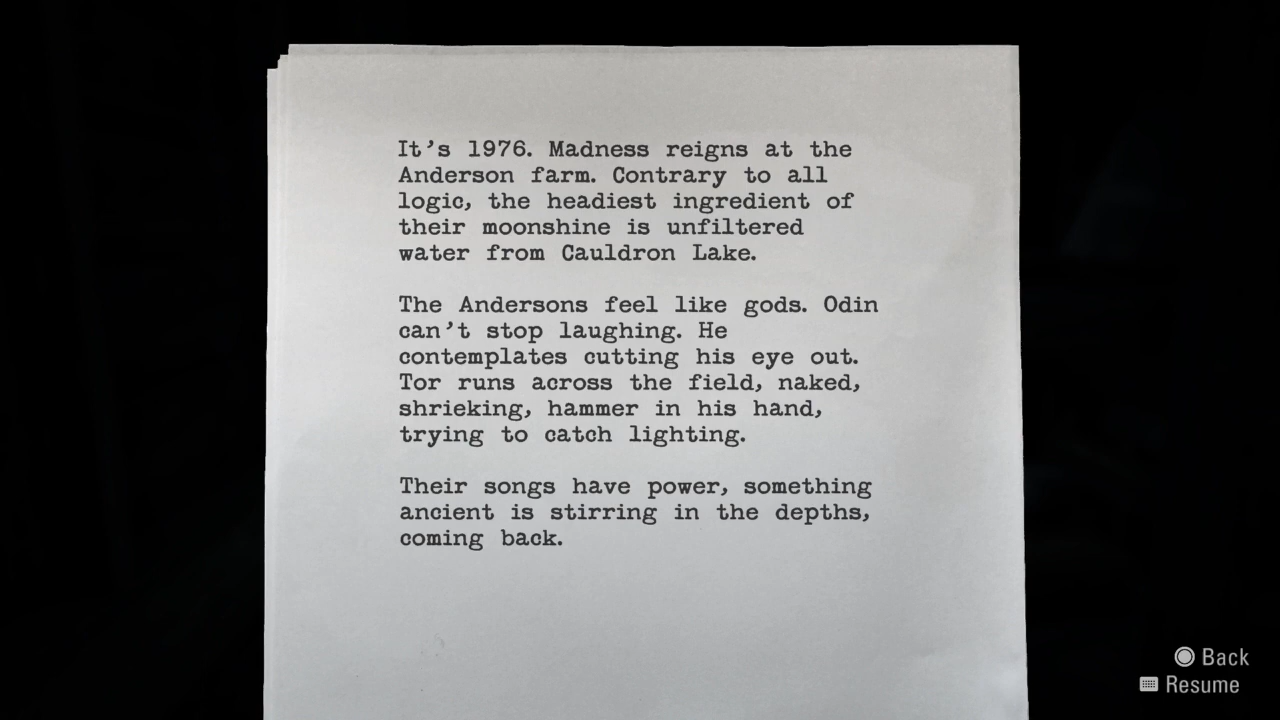 It's 1976. Madness reigns at the
Anderson farm. Contrary to all
logic, the headiest ingredient of
their moonshine is unfiltered
water from Cauldron Lake.
The Andersons feel like gods. Odin
can't stop laughing. He
contemplates cutting his eye out.
Tor runs across the field, naked,
shrieking, hammer in his hand,
trying to catch lighting.
Their songs have power, something
ancient is stirring in the depths,
coming back.
Back
Resume